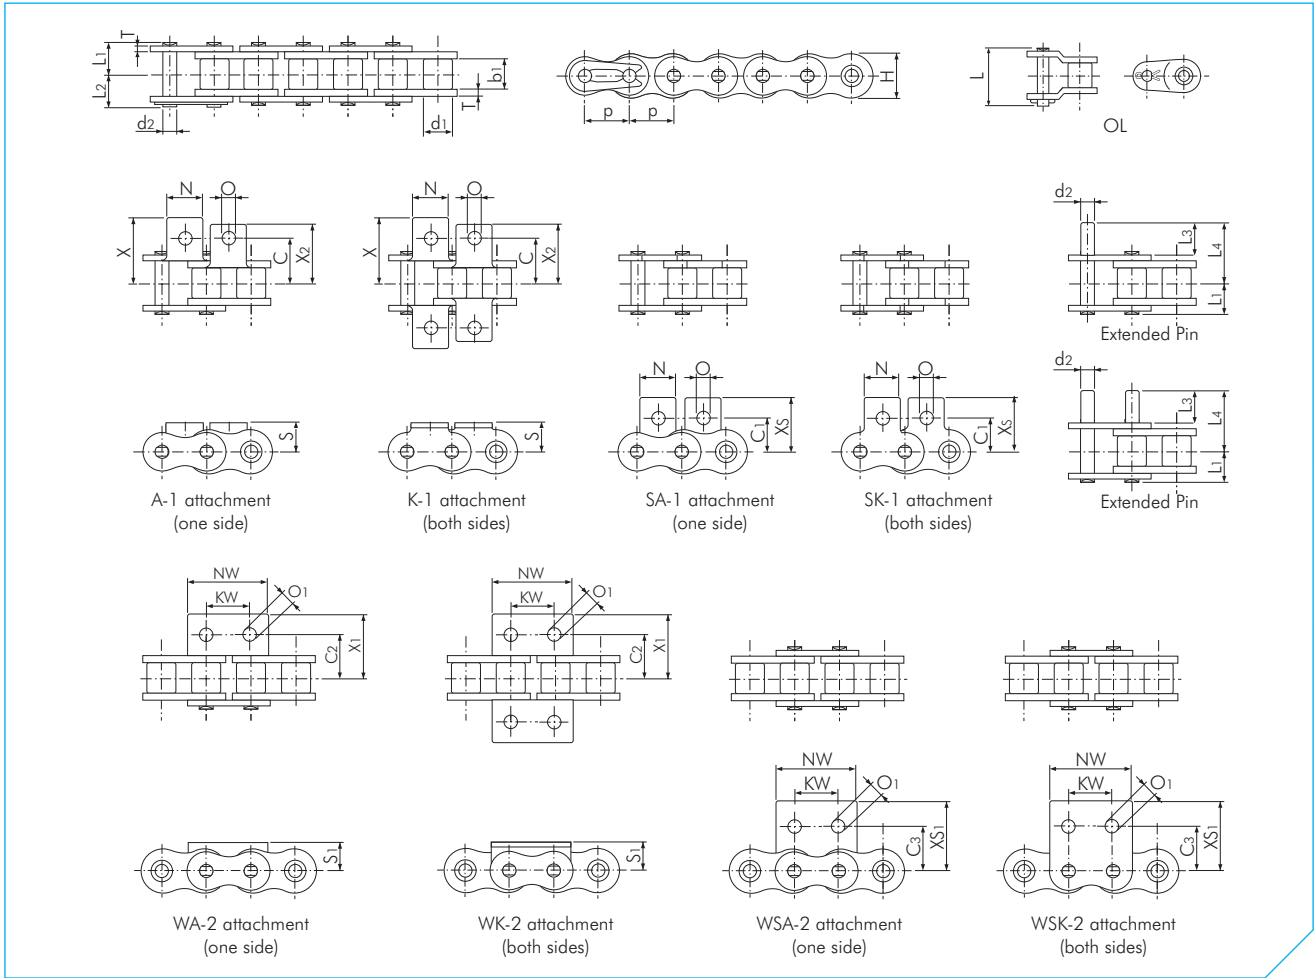 T
L1
L2
b1
T
d2
d1
p
p
H
L
OL
N
O
X
C
X2
N
O
X
C
X2
d2
L3
L4
L1
Extended Pin
S
A-1 attachment
(one side)
S
K-1 attachment
(both sides)
N
O
C1
XS
SA-1 attachment
(one side)
N
O
C1
XS
SK-1 attachment
(both sides)
d2
L3
L4
L1
Extended Pin
NW
KW
O1
C2
X1
NW
KW
O1
C2
X1
S1
WA-2 attachment
(one side)
S1
WK-2 attachment
(both sides)
NW
KW
O1
C3
XS1
WSA-2 attachment
(one side)
NW
KW
O1
C3
XS1
WSK-2 attachment
(both sides)